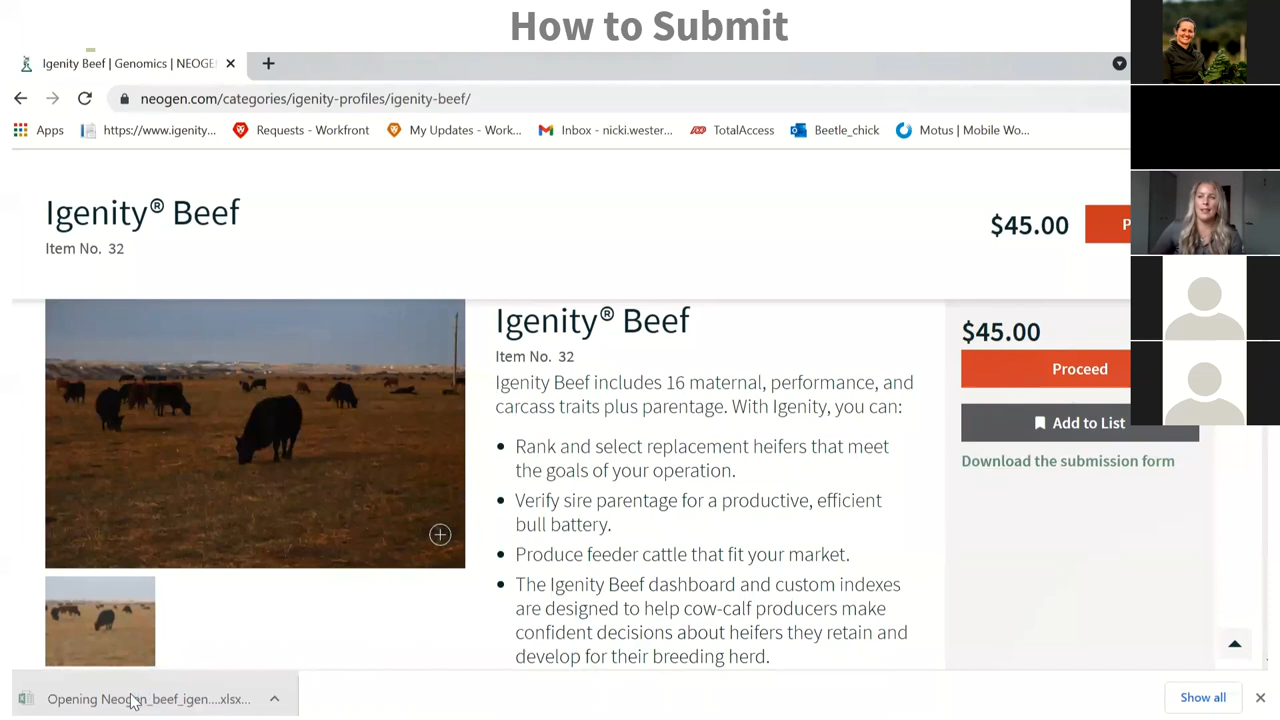 How to Submit
Igenity Beef | Genomics | NEOGE
neogen.com/categories/igenity-profiles/igenity-beef/
Apps https://www.igenity... Requests - Workfront My Updates - Work... Inbox - nicki.wester... TotalAccess Beetle_chick Motus | Mobile Wo...
Igenity® Beef
Item No. 32
$45.00
P
Igenity® Beef
Item No. 32
Igenity Beef includes 16 maternal, performance, and
carcass traits plus parentage. With Igenity, you can:
• Rank and select replacement heifers that meet
the goals of your operation.
• Verify sire parentage for a productive, efficient
bull battery.
• Produce feeder cattle that fit your market.
• The Igenity Beef dashboard and custom indexes
are designed to help cow-calf producers make
confident decisions about heifers they retain and
develop for their breeding herd.
$45.00
Proceed
Add to List
Download the submission form
Opening Neogen_beef_igen....xlsx...
Show all